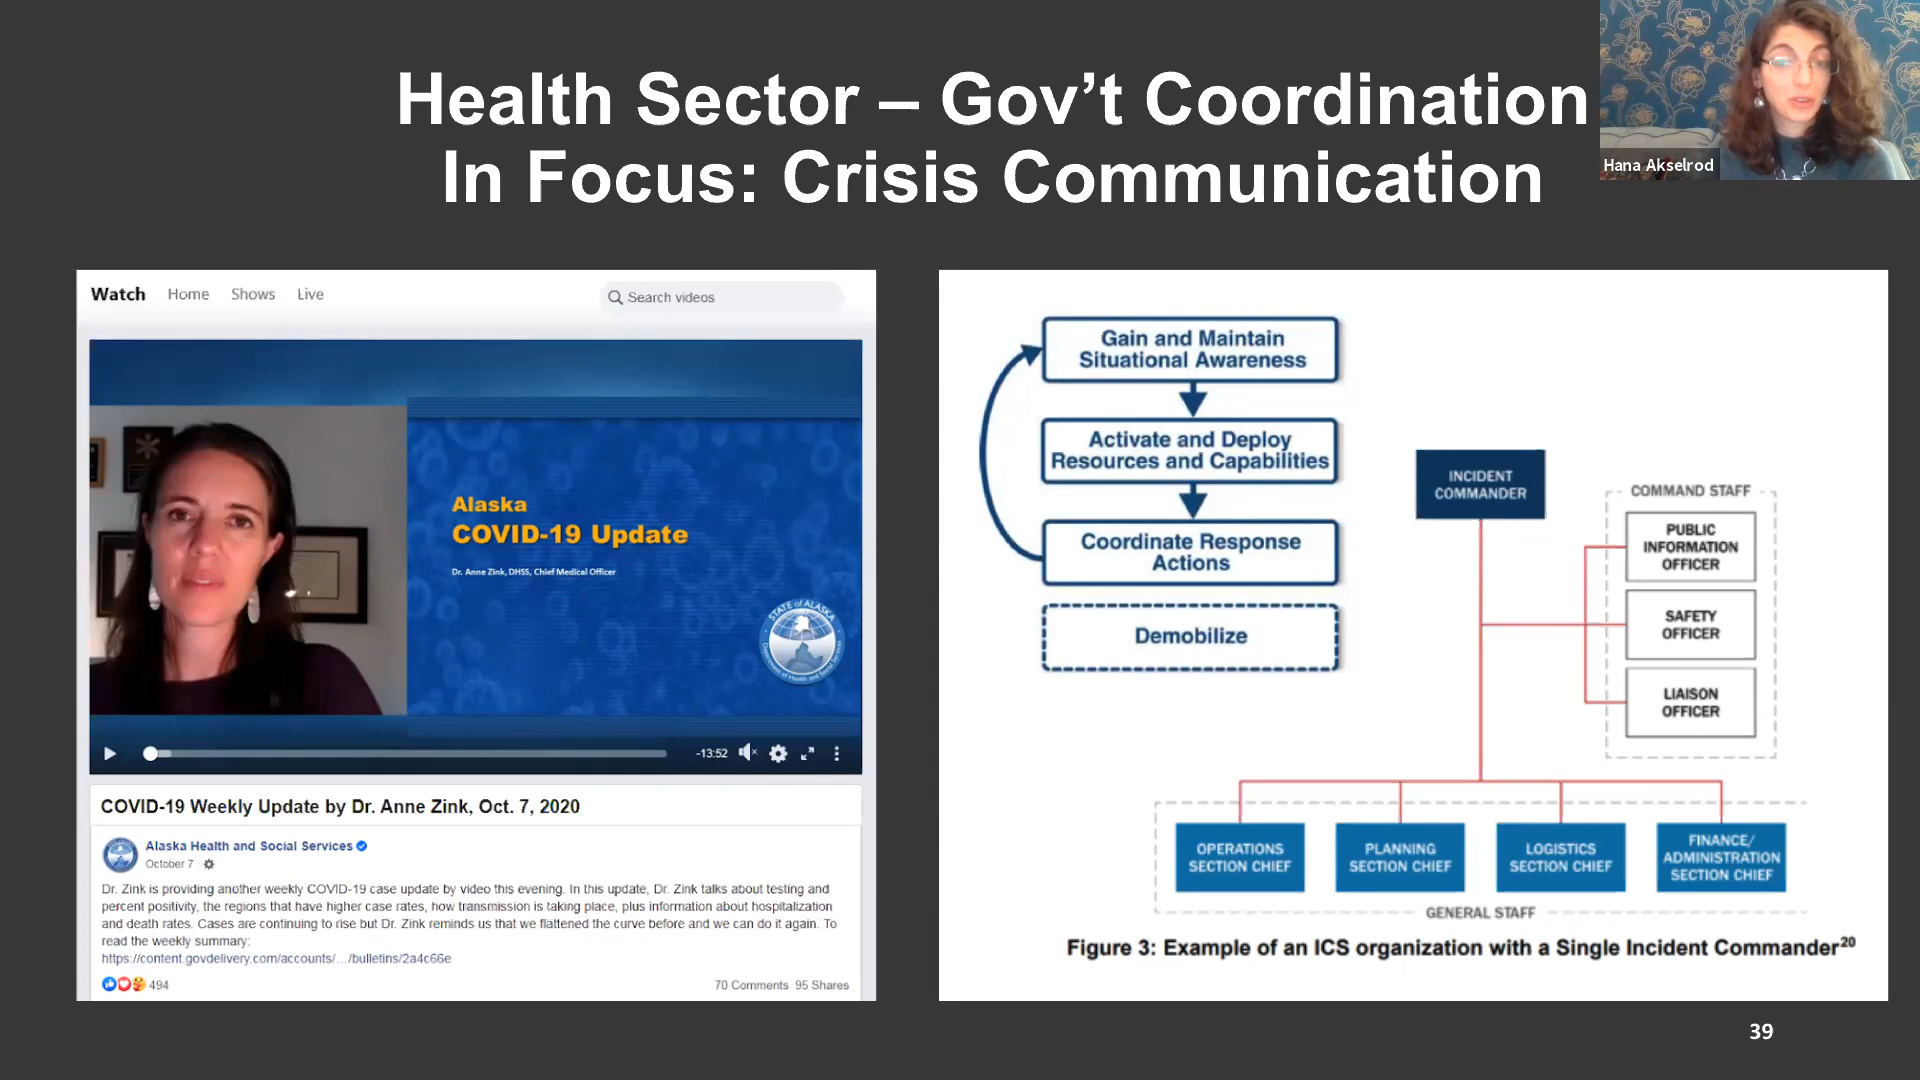 Health Sector – Gov’t Coordination
In Focus: Crisis Communication
Hana Akselrod
Watch Home Shows Live
Search videos
Alaska
COVID-19 Update
Dr. Anne Zink, DHSS, Chief Medical Officer
STATE of ALASKA
Department of Health and Social Services
-13:52
COVID-19 Weekly Update by Dr. Anne Zink, Oct. 7, 2020
Alaska Health and Social Services
October 7
Dr. Zink is providing another weekly COVID-19 case update by video this evening. In this update, Dr. Zink talks about testing and
percent positivity, the regions that have higher case rates, how transmission is taking place, plus information about hospitalization
and death rates. Cases are continuing to rise but Dr. Zink reminds us that we flattened the curve before and we can do it again. To
read the weekly summary:
https://content.govdelivery.com/accounts/.../bulletins/2a4c66e
494
70 Comments 95 Shares
Gain and Maintain
Situational Awareness
Activate and Deploy
Resources and Capabilities
Coordinate Response
Actions
Demobilize
INCIDENT
COMMANDER
COMMAND STAFF
PUBLIC
INFORMATION
OFFICER
SAFETY
OFFICER
LIAISON
OFFICER
OPERATIONS
SECTION CHIEF
PLANNING
SECTION CHIEF
LOGISTICS
SECTION CHIEF
FINANCE/
ADMINISTRATION
SECTION CHIEF
GENERAL STAFF
Figure 3: Example of an ICS organization with a Single Incident Commander20
39